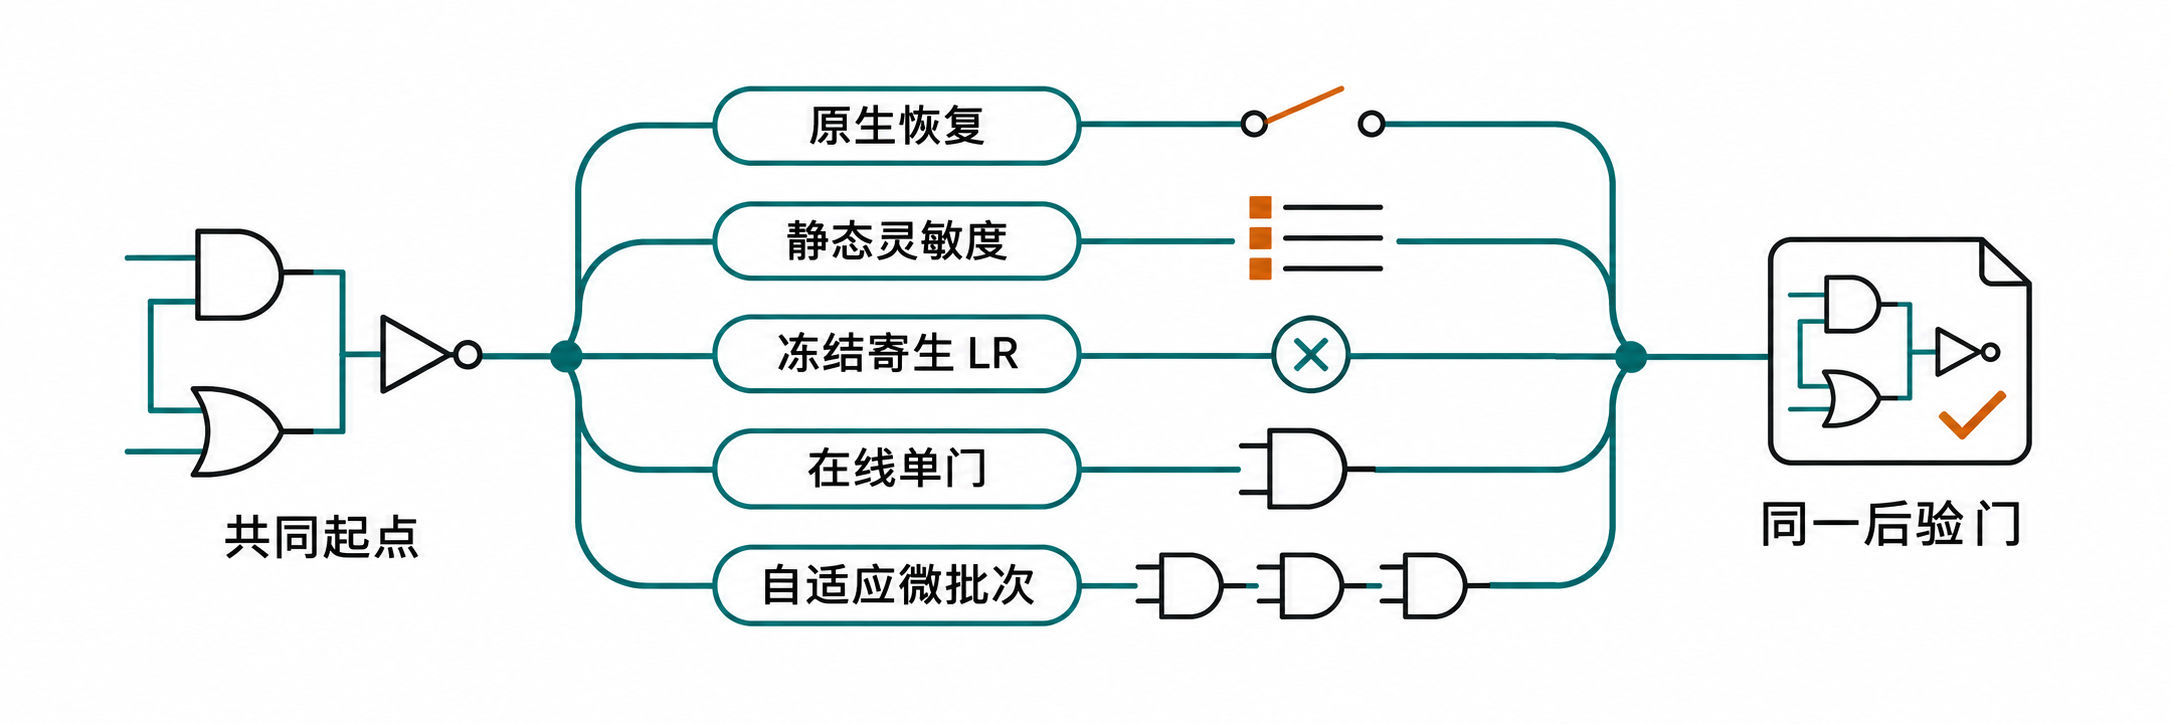 原生恢复
静态灵敏度
冻结寄生 LR
在线单门
自适应微批次
共同起点
同一后验门